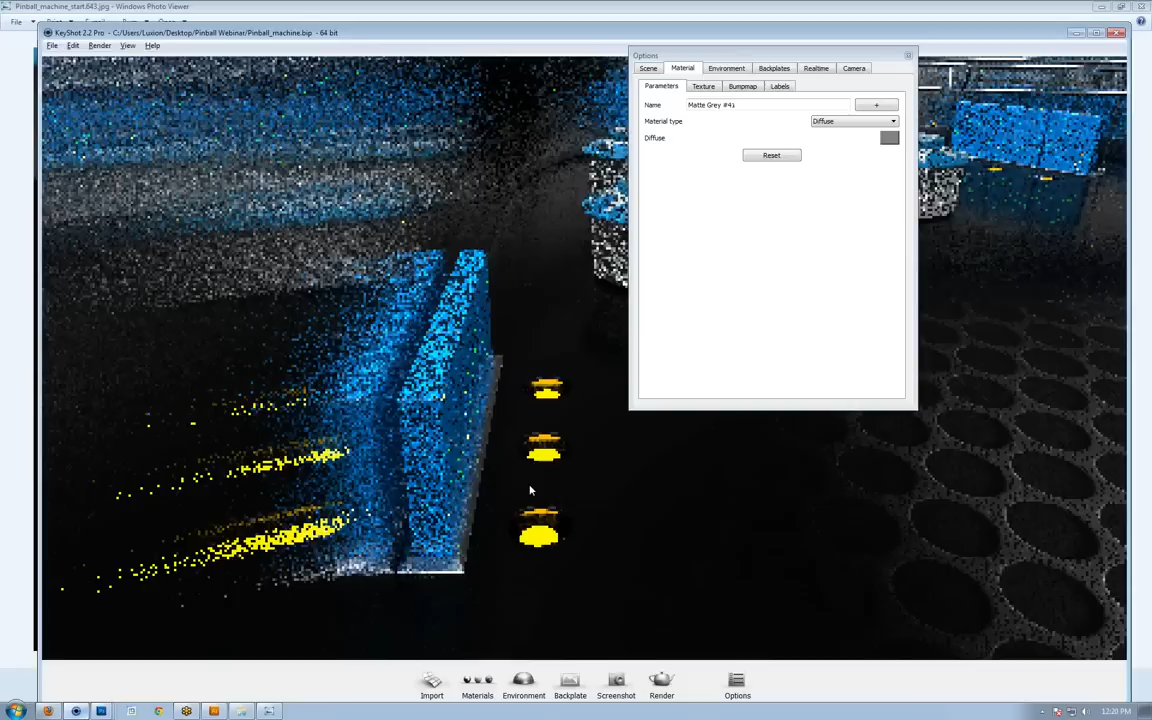 Pinball_machine_start.643.jpg - Windows Photo Viewer
File
KeyShot 2.2 Pro - C:/Users/Luxion/Desktop/Pinball Webinar/Pinball_machine.bip - 64 bit
File Edit Render View Help
Options
Scene Material Environment Backplates Realtime Camera
Parameters Texture Bumpmap Labels
Name Matte Grey #41 +
Material type Diffuse
Diffuse
Reset
Import Materials Environment Backplate Screenshot Render Options
12:20 PM